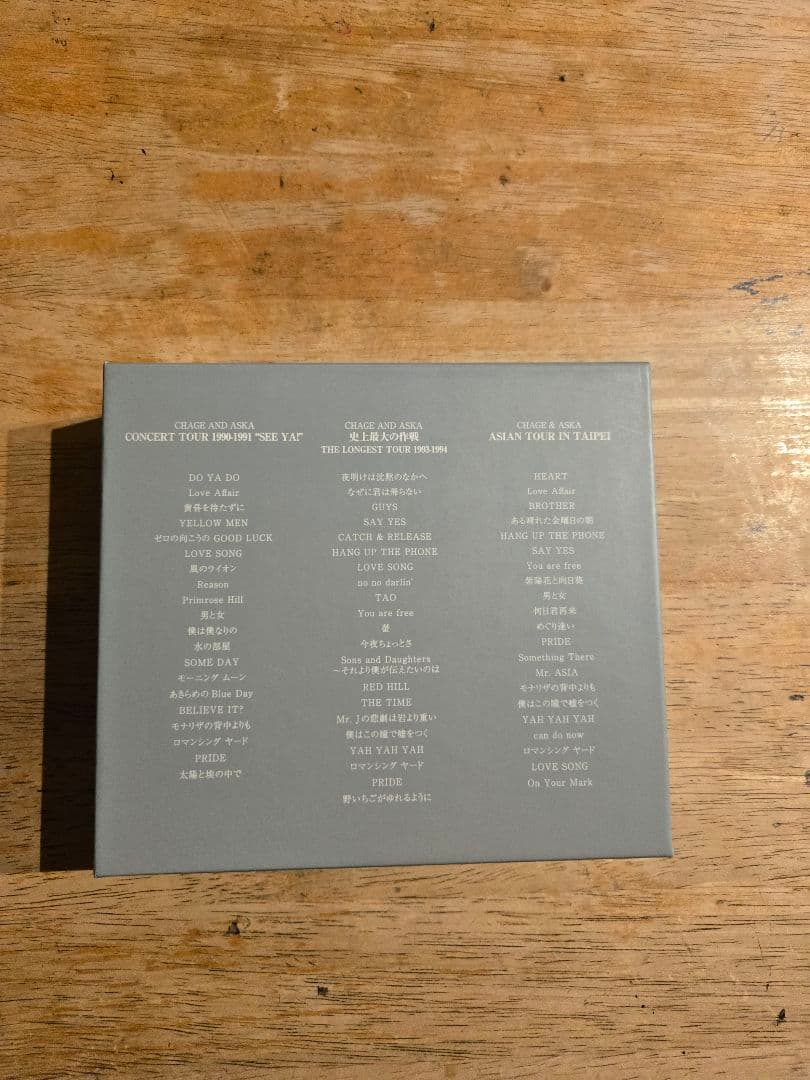 CHAGE AND ASKA
CONCERT TOUR 1990-1991 "SEE YA!"
DO YA DO
Love Affair
黄昏を待たずに
YELLOW MEN
ゼロの向こうの GOOD LUCK
LOVE SONG
風のライオン
Reason
Primrose Hill
男と女
僕は僕なりの
水の部屋
SOME DAY
モーニング ムーン
あきらめの Blue Day
BELIEVE IT?
モナリザの背中よりも
ロマンシング ヤード
PRIDE
太陽と埃の中で
CHAGE AND ASKA
史上最大の作戦
THE LONGEST TOUR 1993-1994
夜明けは沈黙のなかへ
なぜに君は帰らない
GUYS
SAY YES
CATCH & RELEASE
HANG UP THE PHONE
LOVE SONG
no no darlin'
TAO
You are free
螢
今夜ちょっとさ
Sons and Daughters
〜それより僕が伝えたいのは
RED HILL
THE TIME
Mr. Jの悲劇は岩より重い
僕はこの瞳で嘘をつく
YAH YAH YAH
ロマンシング ヤード
PRIDE
野いちごがゆれるように
CHAGE & ASKA
ASIAN TOUR IN TAIPEI
HEART
Love Affair
BROTHER
ある晴れた金曜日の朝
HANG UP THE PHONE
SAY YES
You are free
紫陽花と向日葵
男と女
何日君再来
めぐり逢い
PRIDE
Something There
Mr. ASIA
モナリザの背中よりも
僕はこの瞳で嘘をつく
YAH YAH YAH
can do now
ロマンシング ヤード
LOVE SONG
On Your Mark